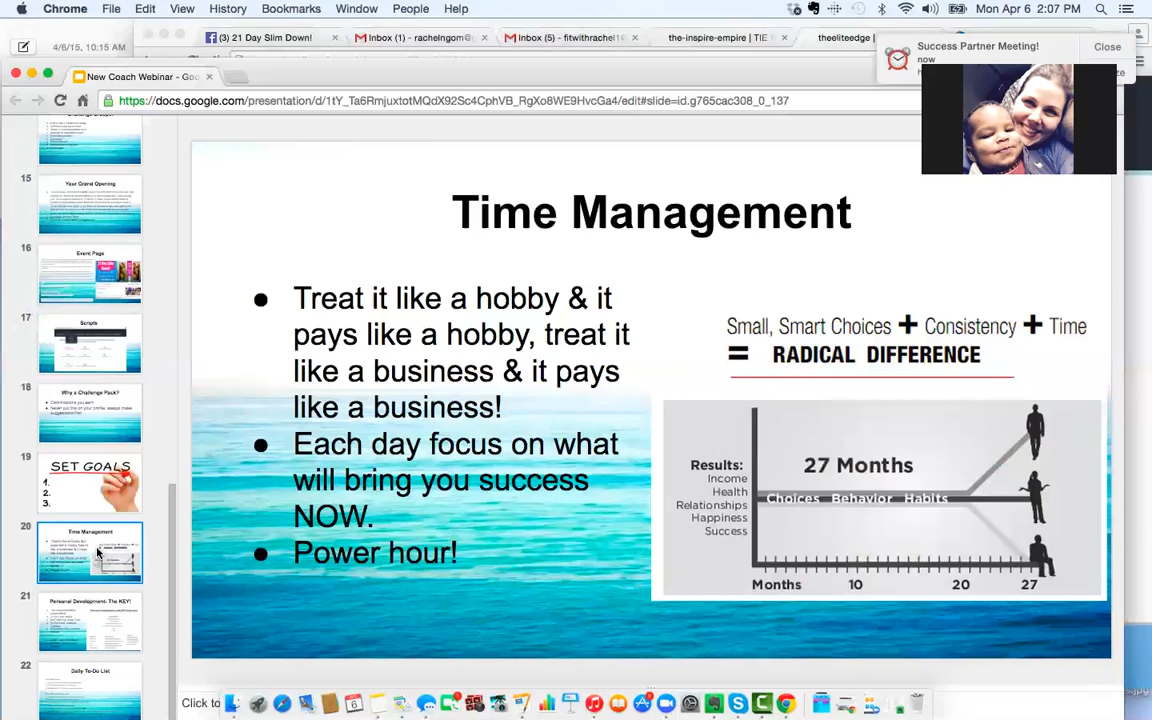 Chrome File Edit View History Bookmarks Window People Help Mon Apr 6 2:07 PM
4/6/15, 10:15 AM
(3) 21 Day Slim Down! Inbox (1) - rachelngom@g Inbox (5) - fitwithrachel1 the-inspire-empire | TIE theeliteedge
Success Partner Meeting!
now
Close
New Coach Webinar - Goo
https://docs.google.com/presentation/d/1tY_Ta6RmjuxtotMQdX92Sc4CphVB_RgXo8WE9HvcGa4/edit#slide=id.g765cac308_0_137
15
Your Grand Opening
16
Event Page
17
Scripts
18
Why a Challenge Pack?
19
SET GOALS
1.
2.
3.
20
Time Management
21
Personal Development- The KEY!
22
Daily To-Do List
Time Management
● Treat it like a hobby & it
pays like a hobby, treat it
like a business & it pays
like a business!
● Each day focus on what
will bring you success
NOW.
● Power hour!
Small, Smart Choices + Consistency + Time
= RADICAL DIFFERENCE
27 Months
Results:
Income
Health
Relationships
Happiness
Success
Choices Behavior Habits
Months 10 20 27
Click to
6